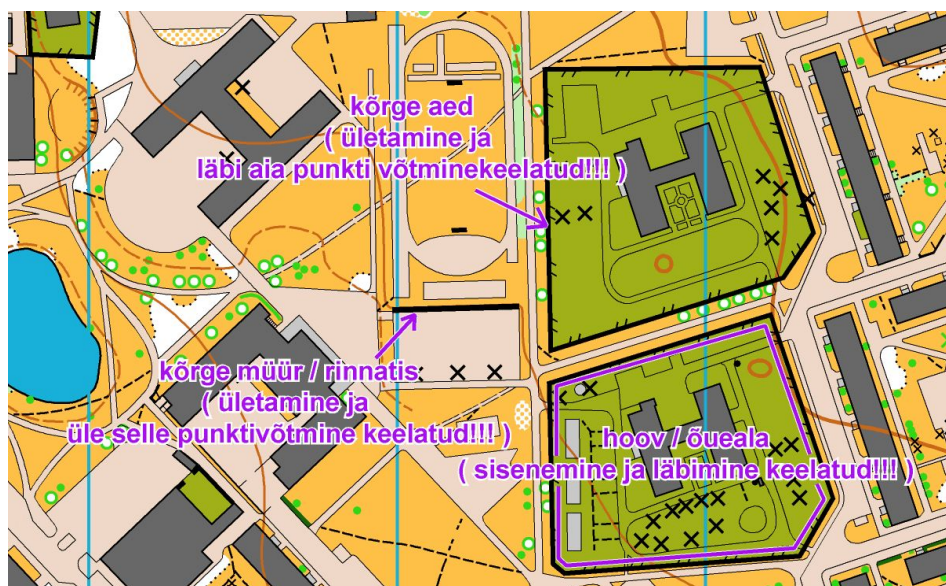 kõrge aed
( ületamine ja
läbi aia punkti võtminekeelatud!!! )
kõrge müür / rinnatis
( ületamine ja
üle selle punktivõtmine keelatud!!! )
hoov / õueala
( sisenemine ja läbimine keelatud!!! )